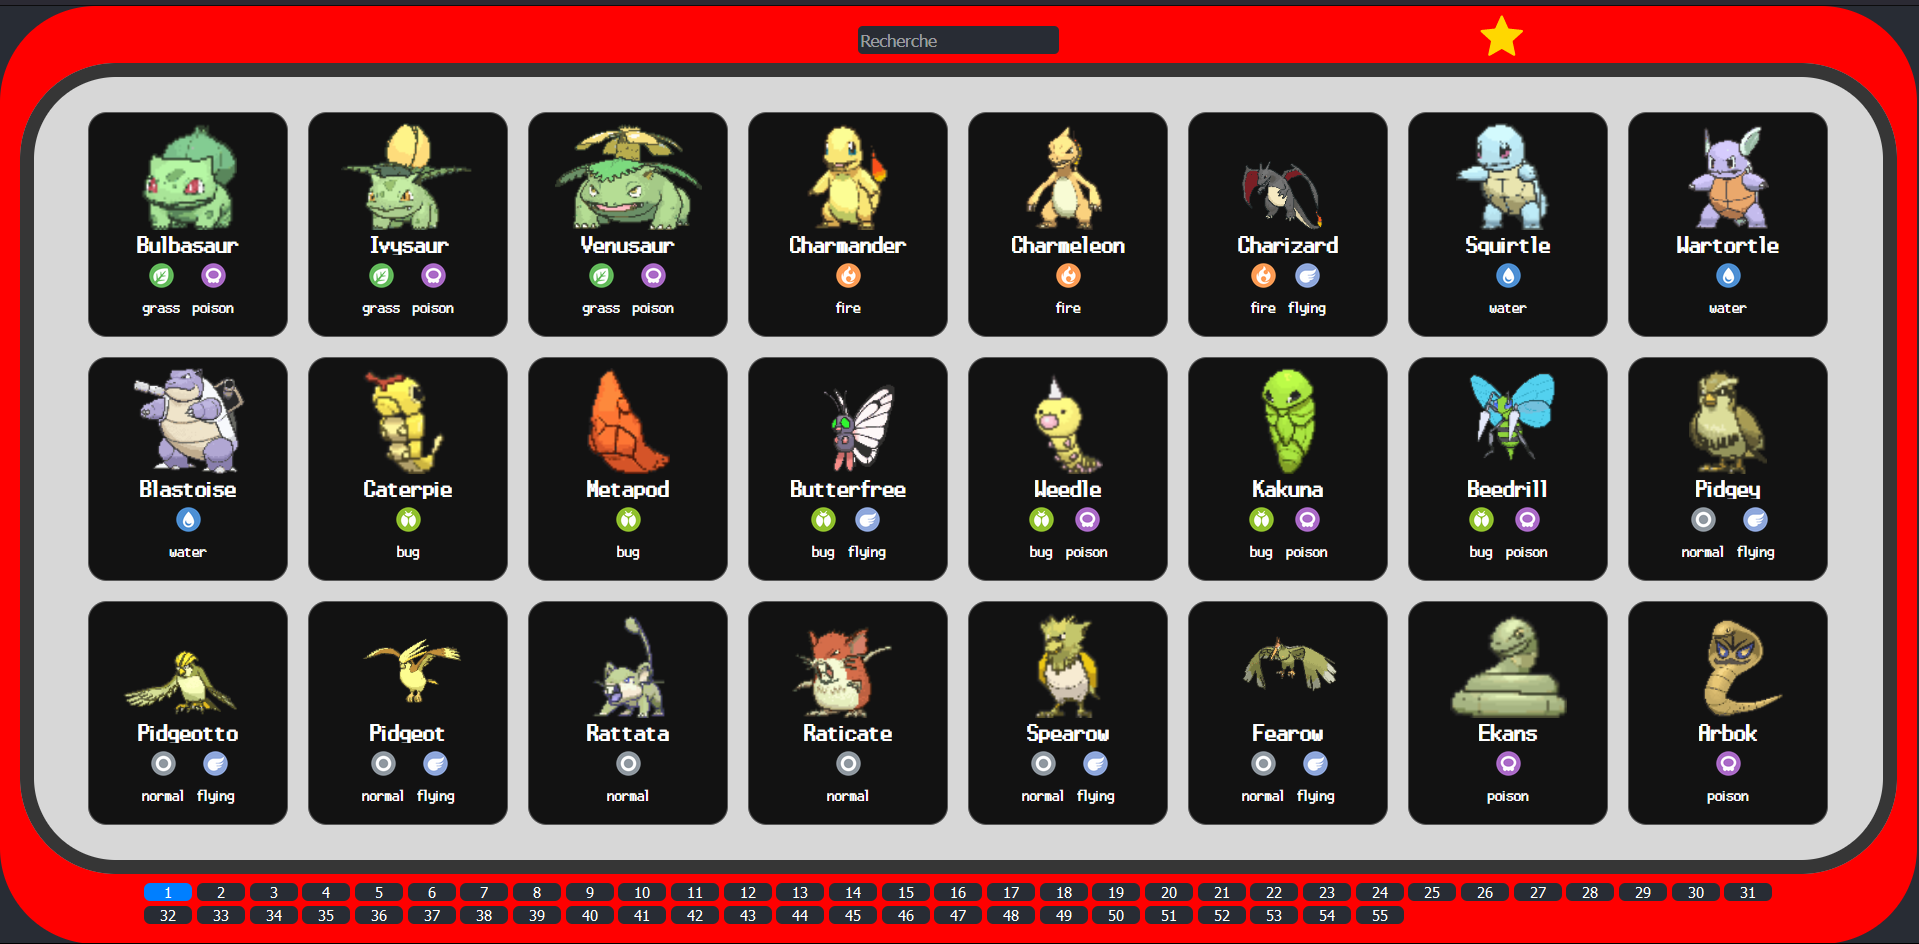 Recherche
Bulbasaur Ivysaur Venusaur Charmander Charmeleon Charizard Squirtle Wartortle
grass poison grass poison grass poison fire fire fire flying water water
Blastoise Caterpie Metapod Butterfree Weedle Kakuna Beedrill Pidgey
water bug bug bug flying bug poison bug poison bug poison normal flying
Pidgeotto Pidgeot Rattata Raticate Spearow Fearow Ekans Arbok
normal flying normal flying normal normal normal flying normal flying poison poison
1 2 3 4 5 6 7 8 9 10 11 12 13 14 15 16 17 18 19 20 21 22 23 24 25 26 27 28 29 30 31
32 33 34 35 36 37 38 39 40 41 42 43 44 45 46 47 48 49 50 51 52 53 54 55